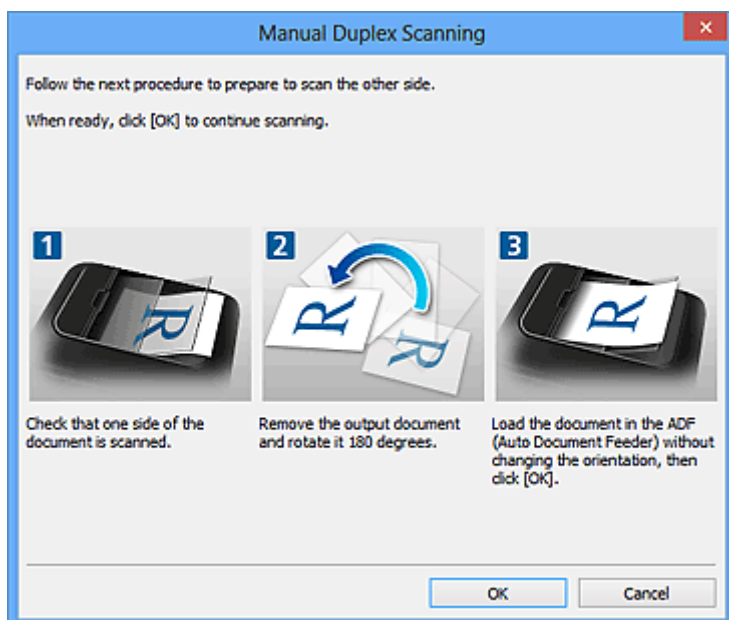 Manual Duplex Scanning
Follow the next procedure to prepare to scan the other side.
When ready, click [OK] to continue scanning.
1
R
Check that one side of the
document is scanned.
2
R
R
Remove the output document
and rotate it 180 degrees.
3
R
Load the document in the ADF
(Auto Document Feeder) without
changing the orientation, then
click [OK].
OK
Cancel